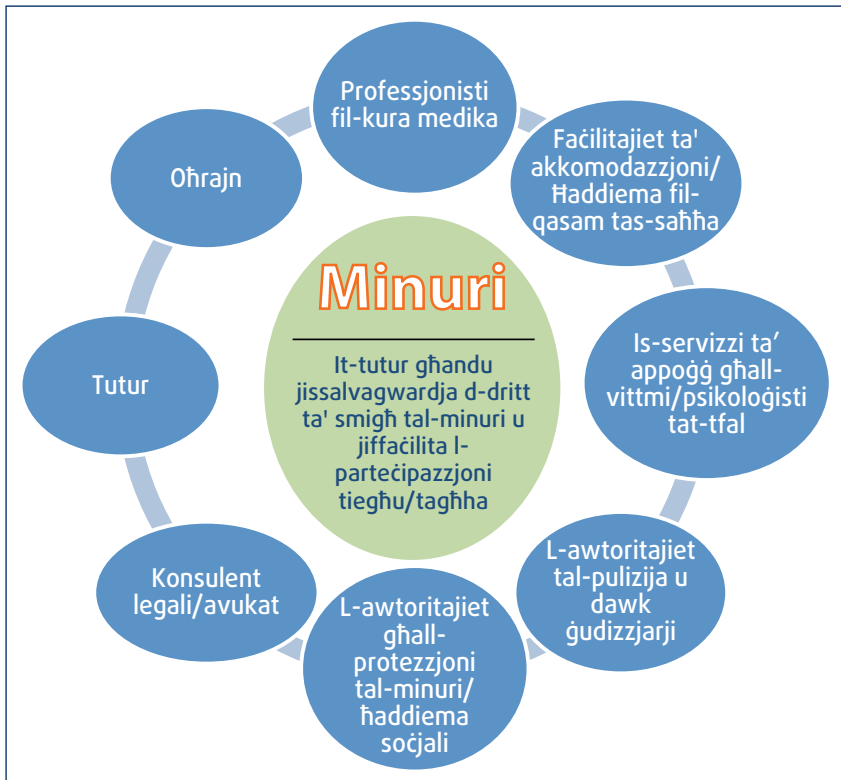 Professjonisti
fil-kura medika
Faċilitajiet ta'
akkomodazzjoni/
Ħaddiema fil-
qasam tas-saħħa
Is-servizzi ta'
appoġġ għall-
vittmi/psikoloġisti
tat-tfal
L-awtoritajiet
tal-pulizija u
dawk
ġudizzjarji
L-awtoritajiet
għall-
protezzjoni
tal-minuri/
ħaddiema
soċjali
Konsulent
legali/avukat
Tutur
Oħrajn
Minuri
It-tutur għandu
jissalvagwardja d-dritt
ta' smigħ tal-minuri u
jiffaċilita l-
parteċipazzjoni
tiegħu/tagħha